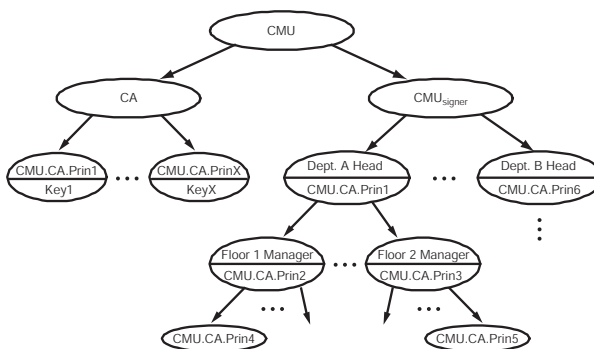 CMU
CA
CMUsigner
CMU.CA.Prin1
Key1
...
CMU.CA.PrinX
KeyX
Dept. A Head
CMU.CA.Prin1
...
Dept. B Head
CMU.CA.Prin6
Floor 1 Manager
CMU.CA.Prin2
...
Floor 2 Manager
CMU.CA.Prin3
...
...
CMU.CA.Prin4
CMU.CA.Prin5